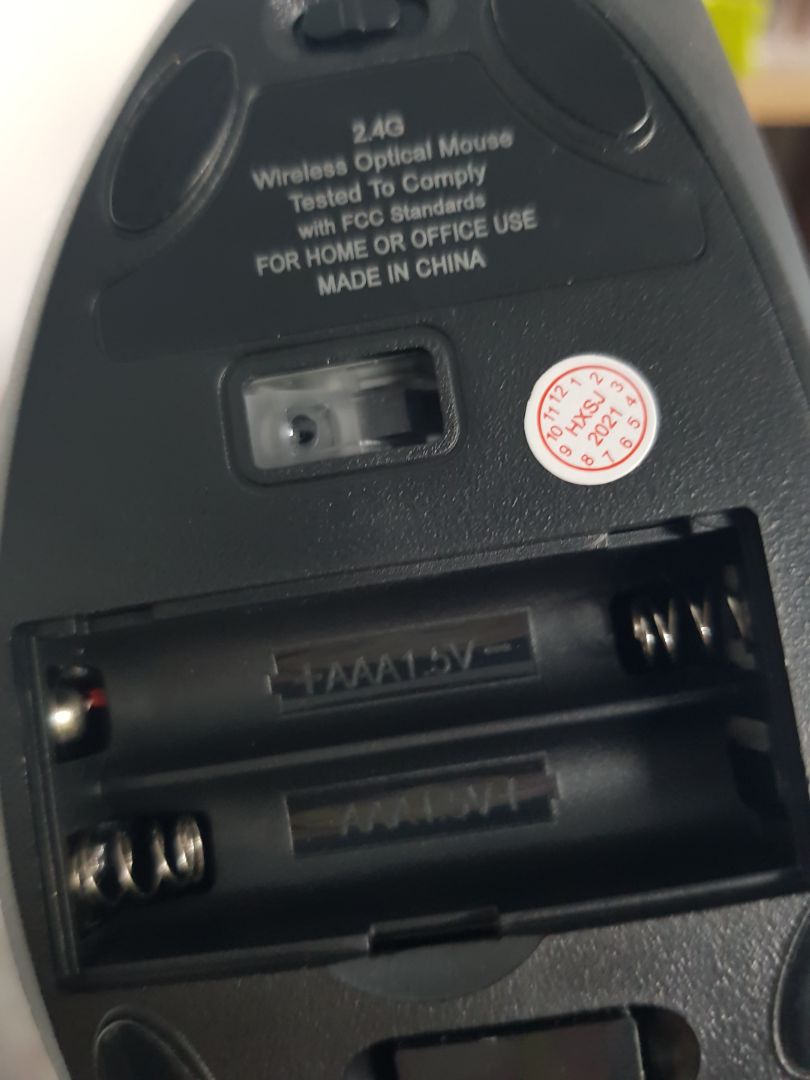 2.4G
Wireless Optical Mouse
Tested To Comply
with FCC Standards
FOR HOME OR OFFICE USE
MADE IN CHINA
1 2 3 4 5 6 7 8 9 10 11 12
HXSJ
2021
+AAA1.5V -
- AAA1.5V +